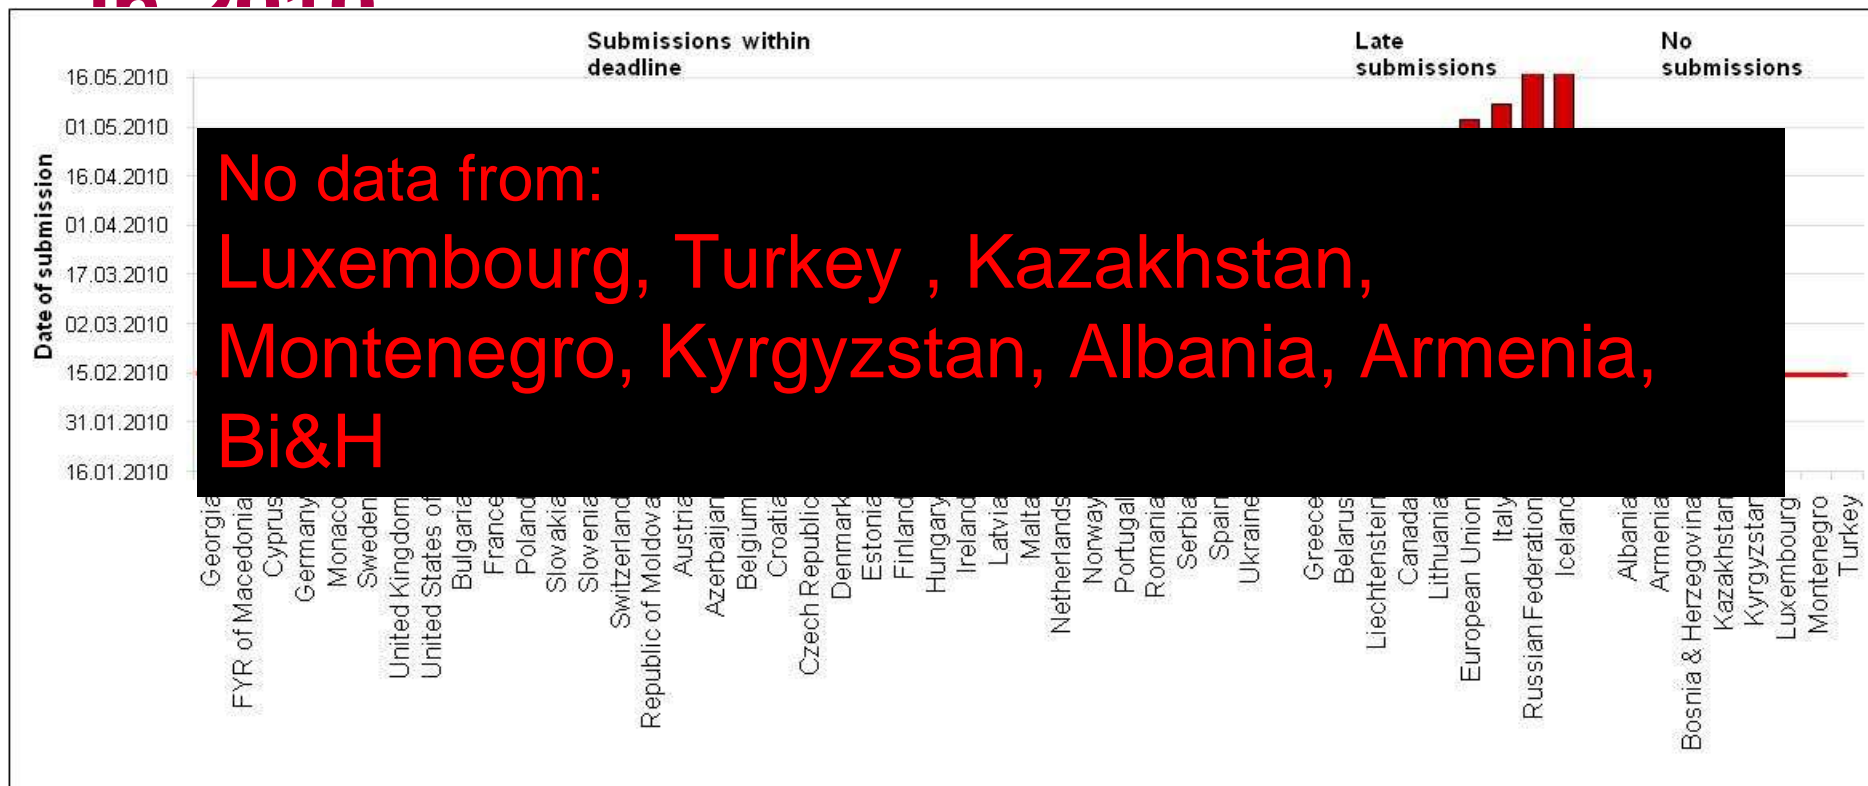 in 2010
Submissions within
deadline
Late
submissions
No
submissions
Date of submission
16.05.2010
01.05.2010
16.04.2010
01.04.2010
17.03.2010
02.03.2010
15.02.2010
31.01.2010
16.01.2010
No data from:
Luxembourg, Turkey , Kazakhstan,
Montenegro, Kyrgyzstan, Albania, Armenia,
Bi&H
Georgia
FYR of Macedonia
Cyprus
Germany
Monaco
Sweden
United Kingdom
United States of
Bulgaria
France
Poland
Slovakia
Slovenia
Switzerland
Republic of Moldova
Austria
Azerbaijan
Belgium
Croatia
Czech Republic
Denmark
Estonia
Finland
Hungary
Ireland
Latvia
Malta
Netherlands
Norway
Portugal
Romania
Serbia
Spain
Ukraine
Greece
Belarus
Liechtenstein
Canada
Lithuania
European Union
Italy
Russian Federation
Iceland
Albania
Armenia
Bosnia & Herzegovina
Kazakhstan
Kyrgyzstan
Luxembourg
Montenegro
Turkey